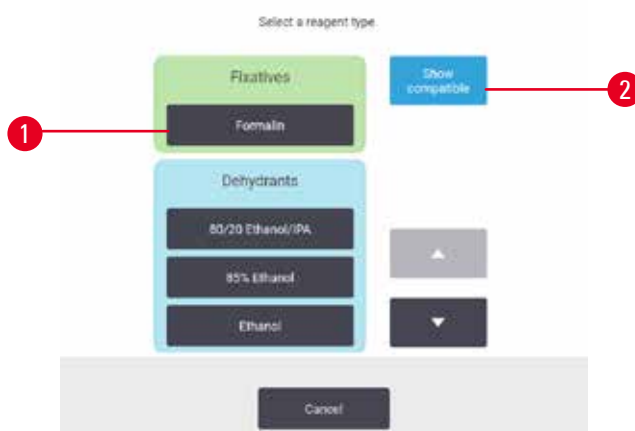 Select a reagent type
Fixatives
Show
compatible
2
1
Formalin
Dehydrants
80/20 Ethanol/IPA
85% Ethanol
Ethanol
Cancel